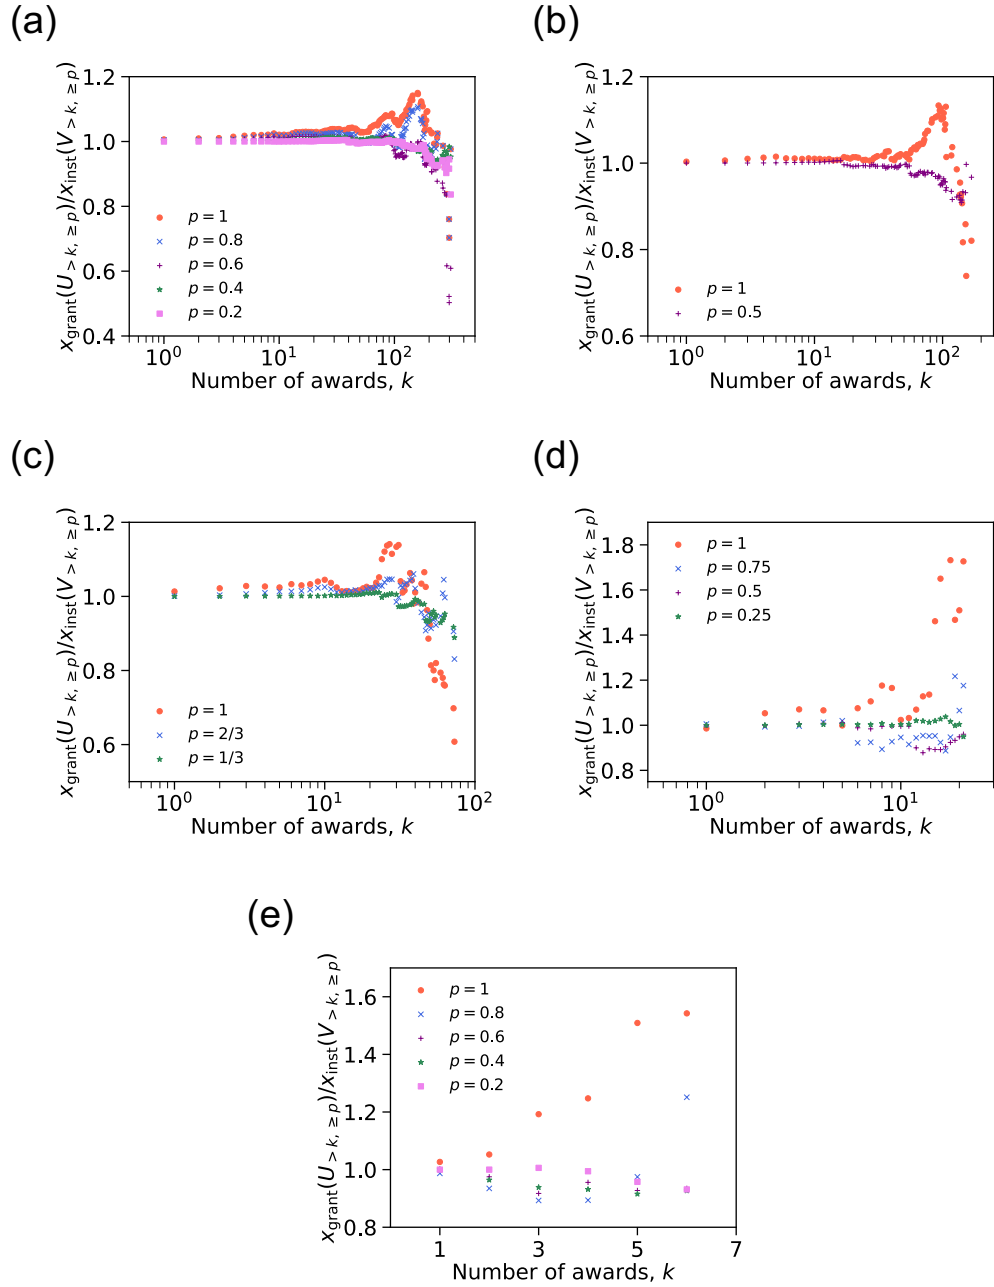 (a)
x_grant(U_{>k, ≥p})/x_inst(V_{>k, ≥p})
1.2
1.0
0.8
0.6
0.4
p = 1
p = 0.8
p = 0.6
p = 0.4
p = 0.2
10^0
10^1
10^2
Number of awards, k
(b)
x_grant(U_{>k, ≥p})/x_inst(V_{>k, ≥p})
1.2
1.0
0.8
0.6
p = 1
p = 0.5
10^0
10^1
10^2
Number of awards, k
(c)
x_grant(U_{>k, ≥p})/x_inst(V_{>k, ≥p})
1.2
1.0
0.8
0.6
p = 1
p = 2/3
p = 1/3
10^0
10^1
10^2
Number of awards, k
(d)
x_grant(U_{>k, ≥p})/x_inst(V_{>k, ≥p})
1.8
1.6
1.4
1.2
1.0
0.8
p = 1
p = 0.75
p = 0.5
p = 0.25
10^0
10^1
Number of awards, k
(e)
x_grant(U_{>k, ≥p})/x_inst(V_{>k, ≥p})
1.6
1.4
1.2
1.0
0.8
p = 1
p = 0.8
p = 0.6
p = 0.4
p = 0.2
1
3
5
7
Number of awards, k